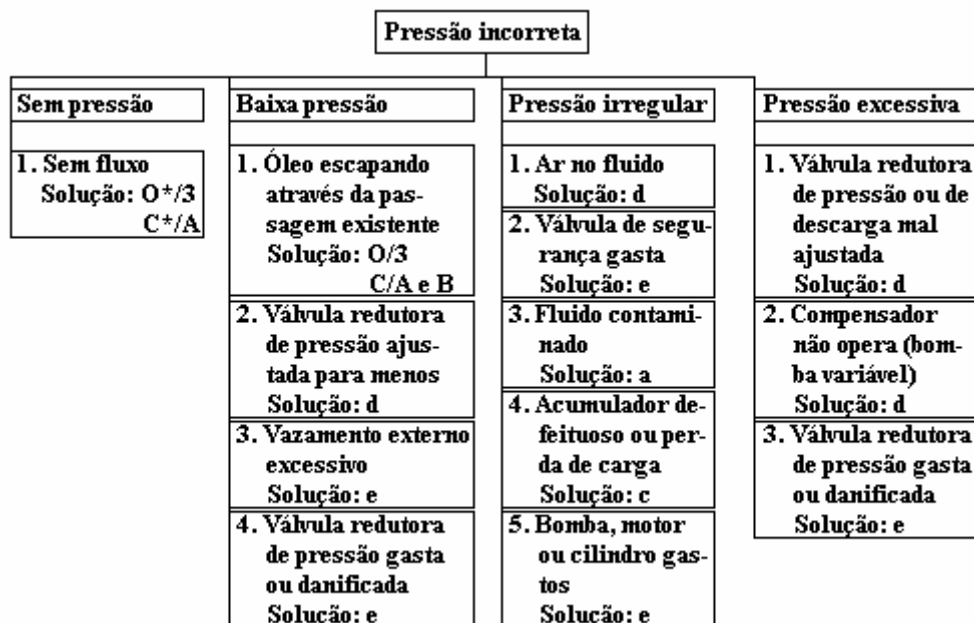 Pressão incorreta
Sem pressão
1. Sem fluxo
Solução: O*/3
C*/A
Baixa pressão
1. Óleo escapando
através da pas-
sagem existente
Solução: O/3
C/A e B
2. Válvula redutora
de pressão ajus-
tada para menos
Solução: d
3. Vazamento externo
excessivo
Solução: e
4. Válvula redutora
de pressão gasta
ou danificada
Solução: e
Pressão irregular
1. Ar no fluido
Solução: d
2. Válvula de segu-
rança gasta
Solução: e
3. Fluido contami-
nado
Solução: a
4. Acumulador de-
feituoso ou per-
da de carga
Solução: c
5. Bomba, motor
ou cilindro gas-
tos
Solução: e
Pressão excessiva
1. Válvula redutora
de pressão ou de
descarga mal
ajustada
Solução: d
2. Compensador
não opera (bom-
ba variável)
Solução: d
3. Válvula redutora
de pressão gasta
ou danificada
Solução: e